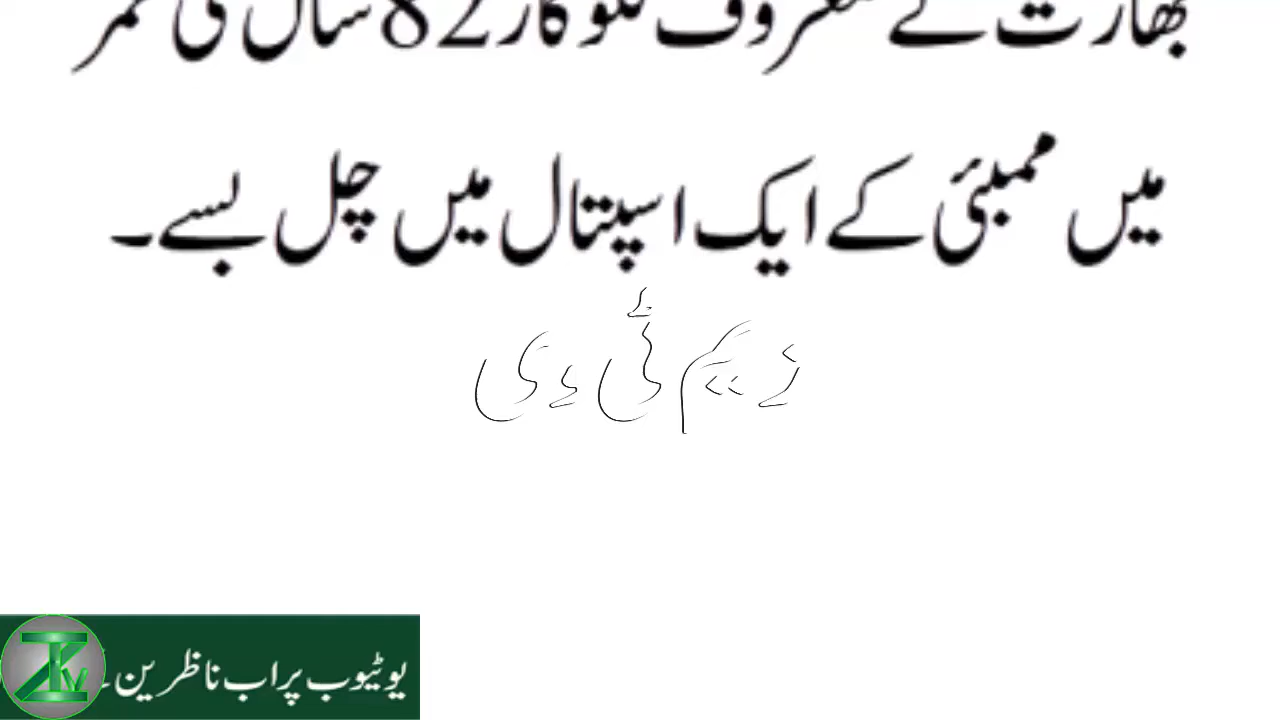 بھارت کے معروف گلوکار 82 سال کی عمر
میں ممبئی کے ایک اسپتال میں چل بسے۔
یوٹیوب پر اب ناظرین